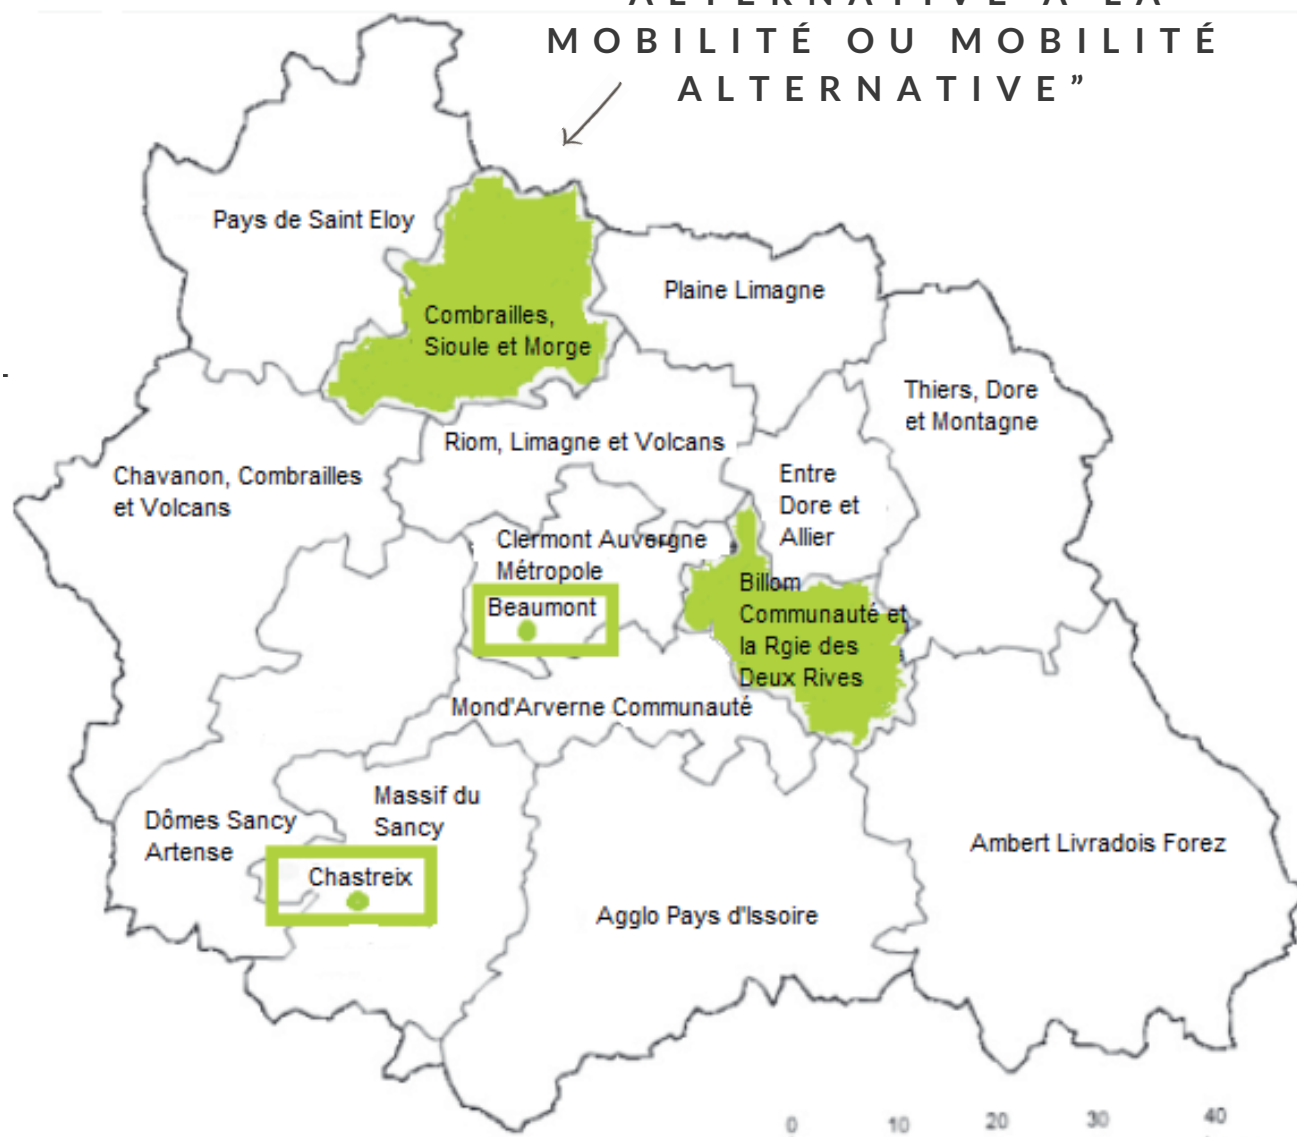 ALTERNATIVE À LA
MOBILITÉ OU MOBILITÉ
ALTERNATIVE”
Pays de Saint Eloy
Plaine Limagne
Combrailles,
Sioule et Morge
Thiers, Dore
et Montagne
Riom, Limagne et Volcans
Chavanon, Combrailles
et Volcans
Entre
Dore et
Allier
Clermont Auvergne
Métropole
Beaumont
Billom
Communauté et
la Rgie des
Deux Rives
Mond'Arverne Communauté
Massif du
Sancy
Dômes Sancy
Artense
Chastreix
Ambert Livradois Forez
Agglo Pays d'Issoire
0 10 20 30 40